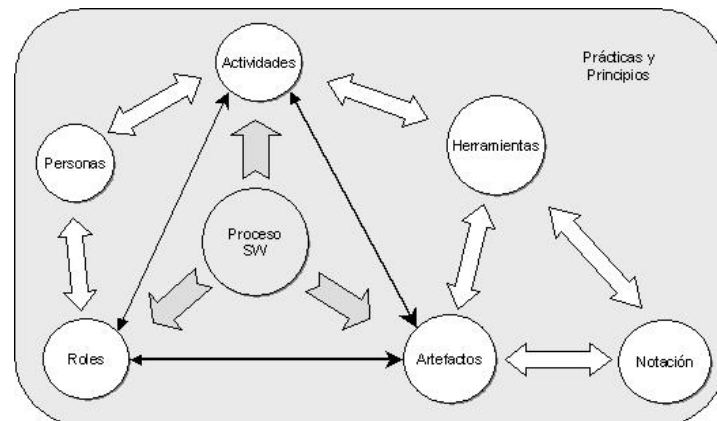 Actividades
Prácticas y
Principios
Herramientas
Personas
Proceso
SW
Roles
Artefactos
Notación